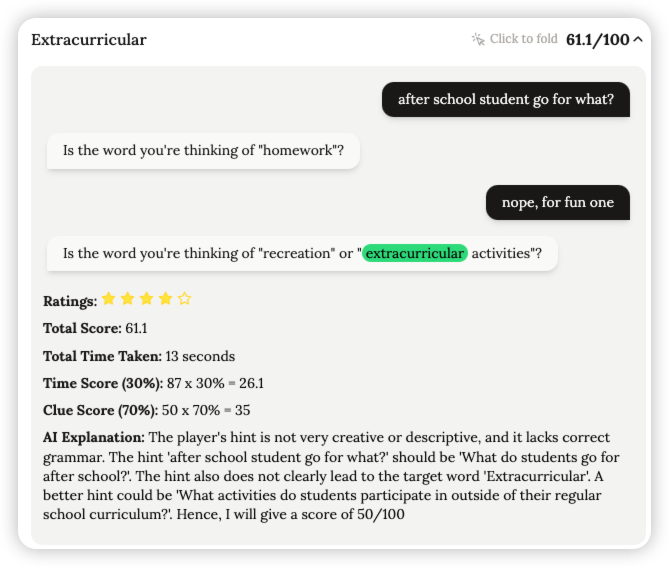 Extracurricular
Click to fold 61.1/100
after school student go for what?
Is the word you're thinking of "homework"?
nope, for fun one
Is the word you're thinking of "recreation" or "extracurricular activities"?
Ratings:
Total Score: 61.1
Total Time Taken: 13 seconds
Time Score (30%): 87 x 30% = 26.1
Clue Score (70%): 50 x 70% = 35
AI Explanation: The player's hint is not very creative or descriptive, and it lacks correct
grammar. The hint 'after school student go for what?' should be 'What do students go for
after school?'. The hint also does not clearly lead to the target word 'Extracurricular'. A
better hint could be 'What activities do students participate in outside of their regular
school curriculum?'. Hence, I will give a score of 50/100